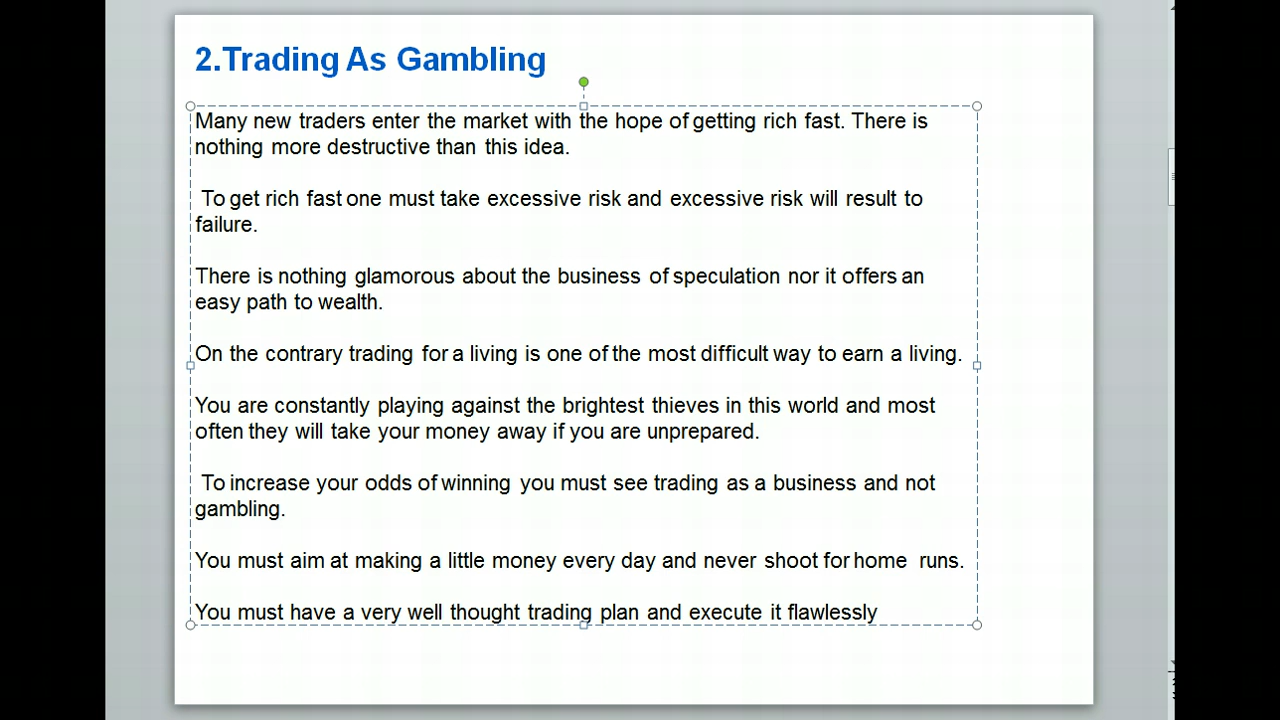 2.Trading As Gambling
Many new traders enter the market with the hope of getting rich fast. There is
nothing more destructive than this idea.
To get rich fast one must take excessive risk and excessive risk will result to
failure.
There is nothing glamorous about the business of speculation nor it offers an
easy path to wealth.
On the contrary trading for a living is one of the most difficult way to earn a living.
You are constantly playing against the brightest thieves in this world and most
often they will take your money away if you are unprepared.
To increase your odds of winning you must see trading as a business and not
gambling.
You must aim at making a little money every day and never shoot for home runs.
You must have a very well thought trading plan and execute it flawlessly